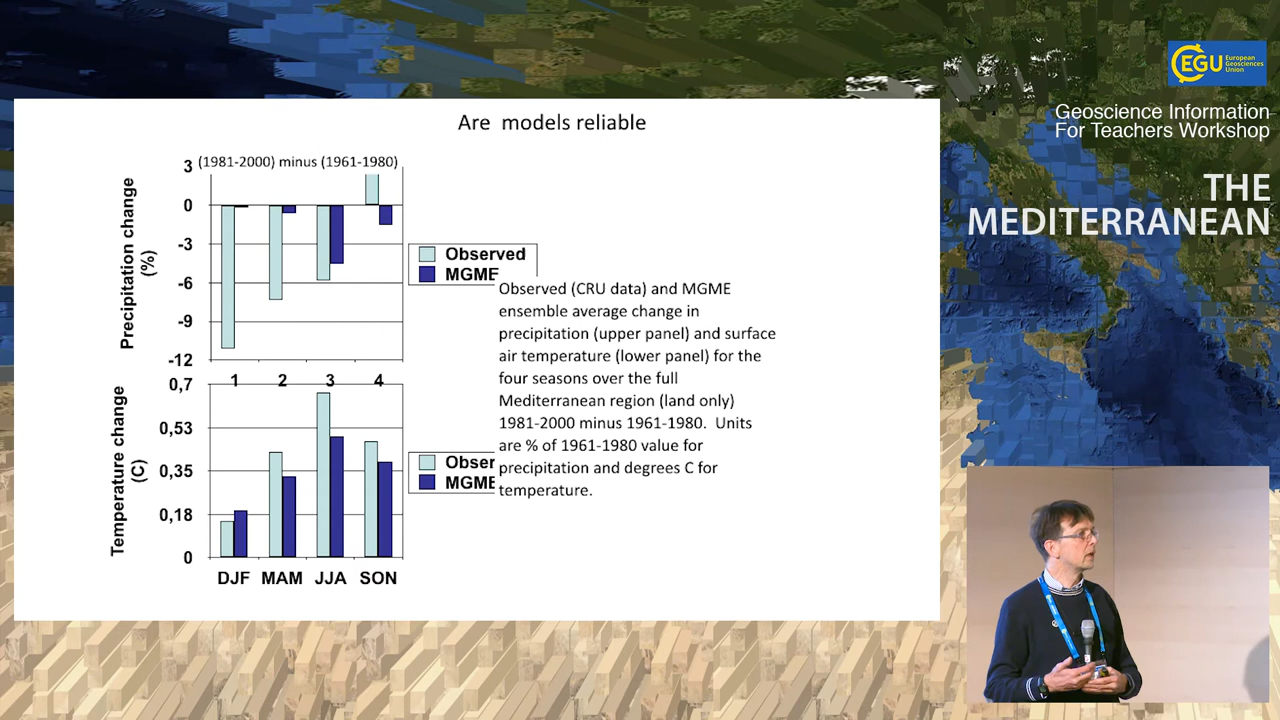 EGU European Geosciences Union
Geoscience Information
For Teachers Workshop
THE
MEDITERRANEAN
Are models reliable
(1981-2000) minus (1961-1980)
Precipitation change
(%)
3
0
-3
-6
-9
-12
1 2 3 4
Observed
MGME
Temperature change
(C)
0,7
0,53
0,35
0,18
0
DJF MAM JJA SON
Obser
MGME
Observed (CRU data) and MGME
ensemble average change in
precipitation (upper panel) and surface
air temperature (lower panel) for the
four seasons over the full
Mediterranean region (land only)
1981-2000 minus 1961-1980. Units
are % of 1961-1980 value for
precipitation and degrees C for
temperature.